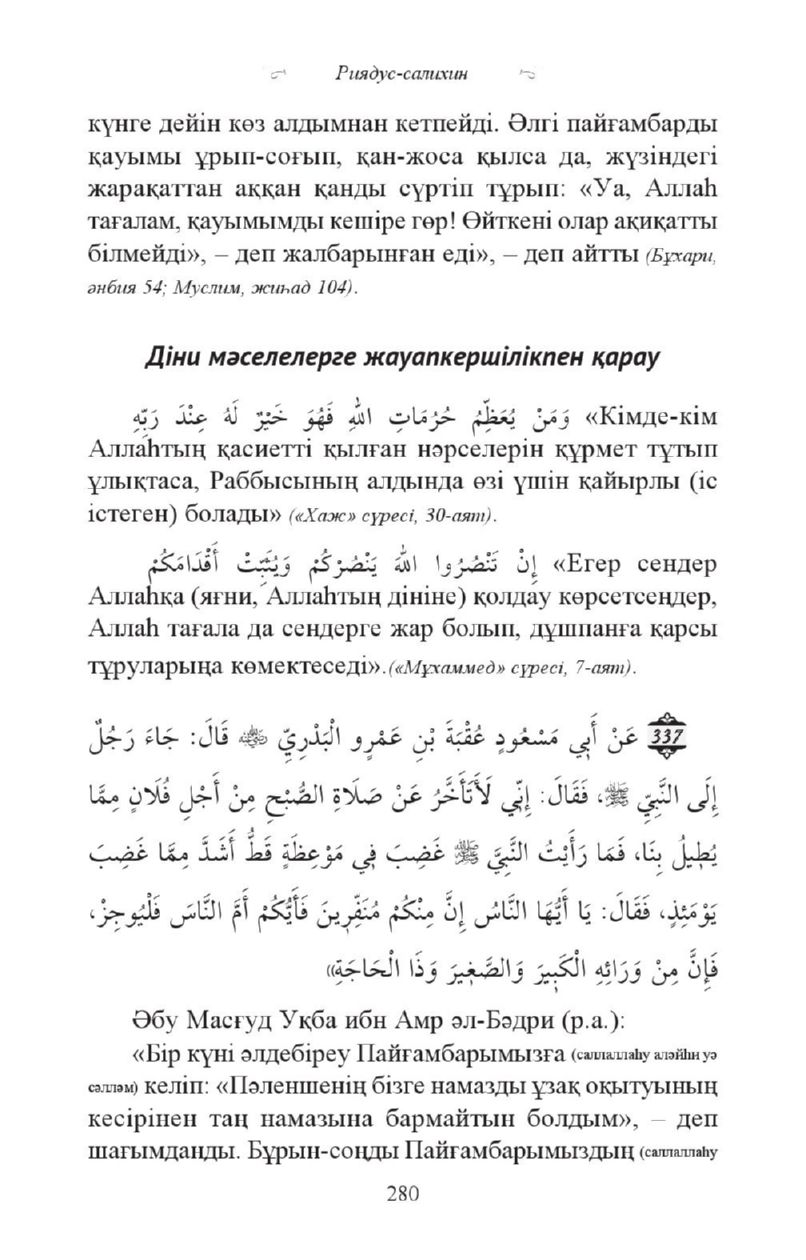 Риядус-салихин
күнге дейін көз алдымнан кетпейді. Әлгі пайғамбарды
қауымы ұрып-соғып, қан-жоса қылса да, жүзіндегі
жарақаттан аққан қанды сүртіп тұрып: «Уа, Аллаһ
тағалам, қауымымды кешіре гөр! Өйткені олар ақиқатты
білмейді», – деп жалбарынған еді», – деп айтты (Бұхари,
әнбия 54; Муслим, жиһад 104).
Діни мәселелерге жауапкершілікпен қарау
وَمَنْ يُعَظِّمُ حُرُمَاتِ اللهِ فَهُوَ خَيْرٌ لَهُ عِنْدَ رَبِّهِ «Кімде-кім
Аллаһтың қасиетті қылған нәрселерін құрмет тұтып
ұлықтаса, Раббысының алдында өзі үшін қайырлы (іс
істеген) болады» («Хаж» сүресі, 30-аят).
إِنْ تَنْصُرُوا اللهَ يَنْصُرْكُمْ وَيُثَبِّتْ أَقْدَامَكُمْ «Егер сендер
Аллаһқа (яғни, Аллаһтың дініне) қолдау көрсетсеңдер,
Аллаһ тағала да сендерге жар болып, дұшпанға қарсы
тұруларыңа көмектеседі».(«Мұхаммед» сүресі, 7-аят).
337 عَنْ أَبِي مَسْعُودٍ عُقْبَةَ بْنِ عَمْرٍو الْبَدْرِيِّ ﷺ قَالَ: جَاءَ رَجُلٌ
إِلَى النَّبِيِّ ﷺ، فَقَالَ: إِنِّي لَأَتَأَخَّرُ عَنْ صَلَاةِ الصُّبْحِ مِنْ أَجْلِ فُلَانٍ مِمَّا
يُطِيلُ بِنَا، فَمَا رَأَيْتُ النَّبِيَّ ﷺ غَضِبَ فِي مَوْعِظَةٍ قَطُّ أَشَدَّ مِمَّا غَضِبَ
يَوْمَئِذٍ، فَقَالَ: يَا أَيُّهَا النَّاسُ إِنَّ مِنْكُمْ مُنَفِّرِينَ فَأَيُّكُمْ أَمَّ النَّاسَ فَلْيُوجِزْ،
فَإِنَّ مِنْ وَرَائِهِ الْكَبِيرَ وَالصَّغِيرَ وَذَا الْحَاجَةِ»
Әбу Масғуд Уқба ибн Амр әл-Бәдри (р.а.):
«Бір күні әлдебіреу Пайғамбарымызға (саллаллаһу аләйһи уә
сәлләм) келіп: «Пәленшенің бізге намазды ұзақ оқытуының
кесірінен таң намазына бармайтын болдым», – деп
шағымданды. Бұрын-соңды Пайғамбарымыздың (саллаллаһу
280